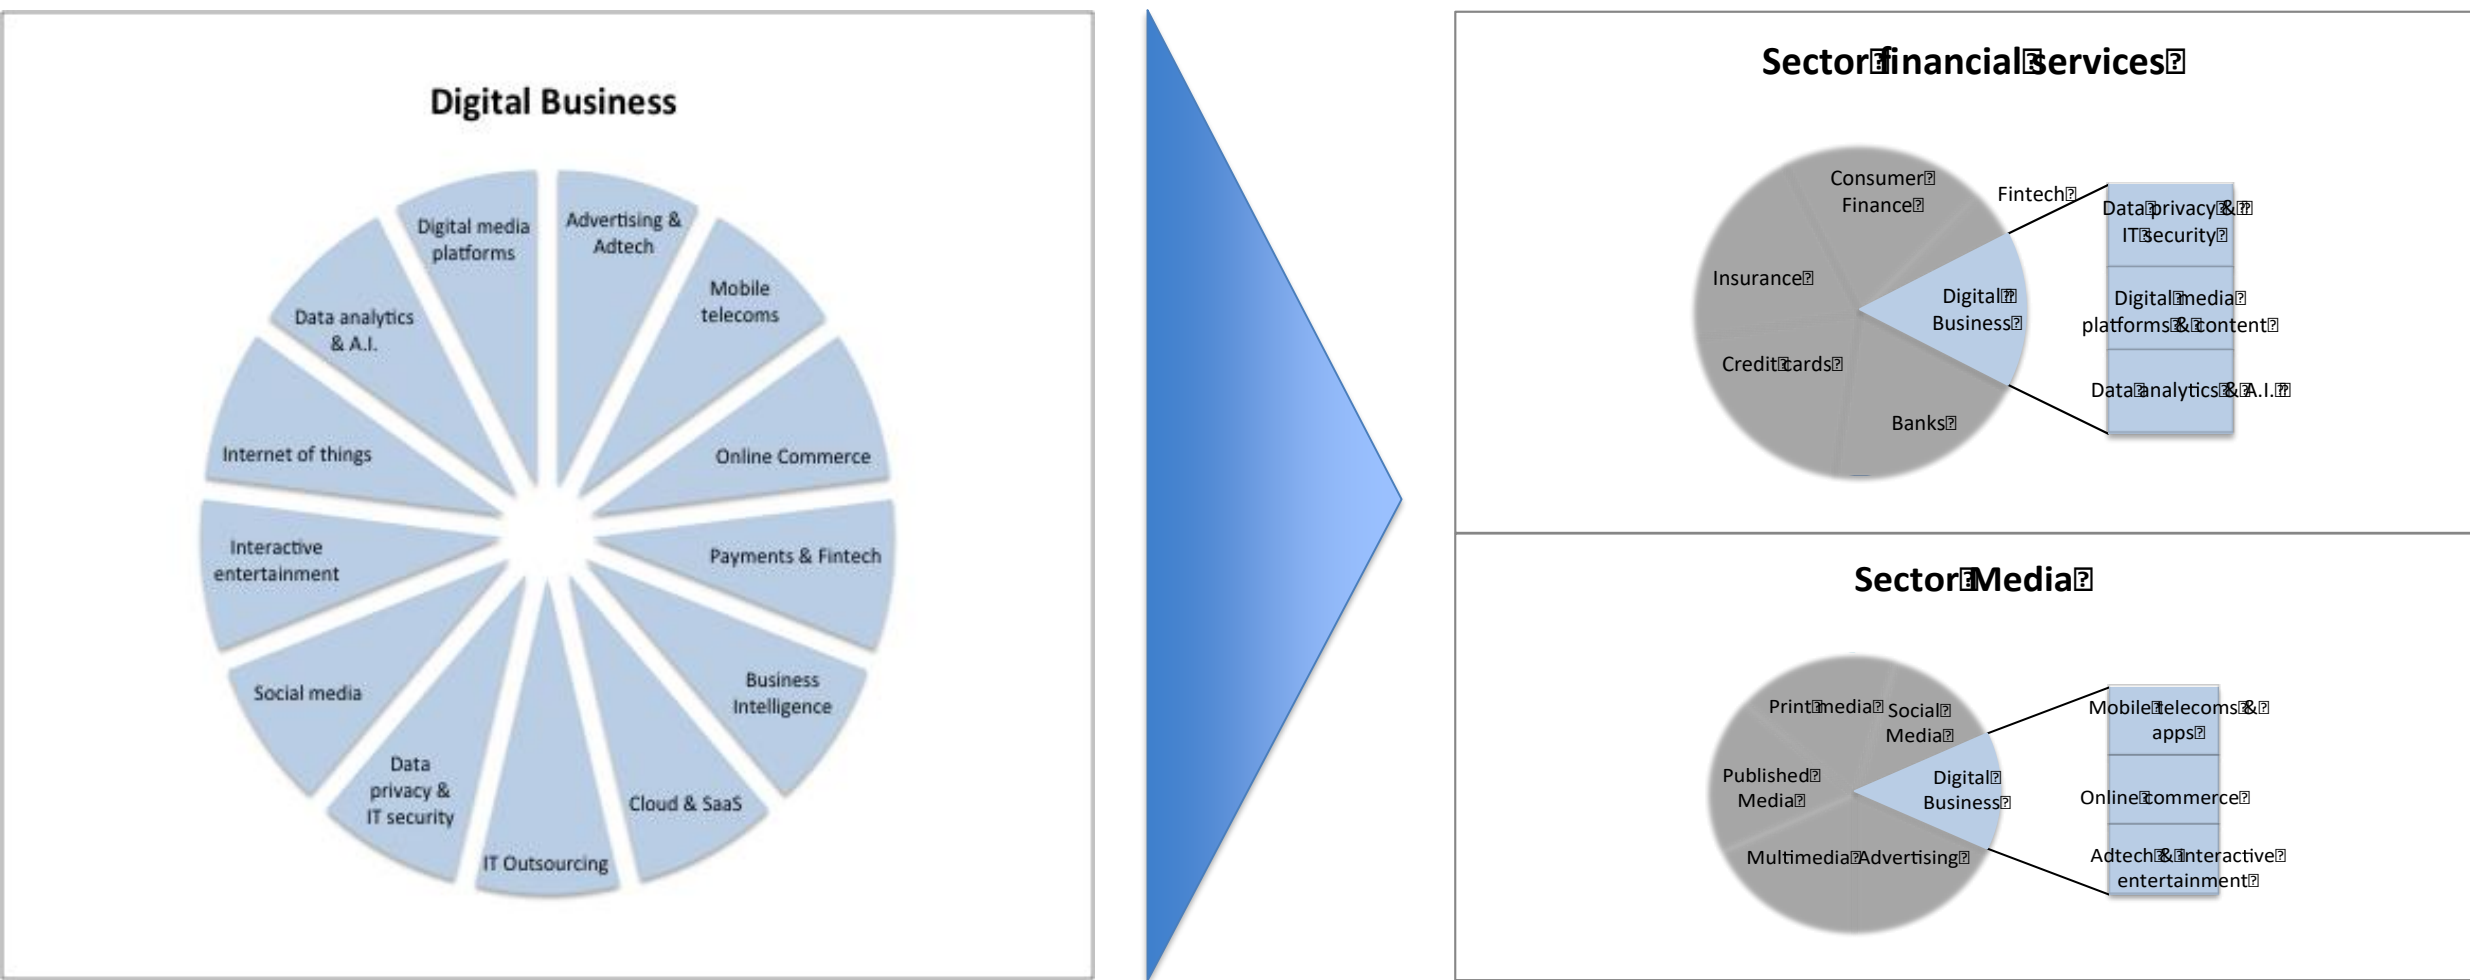 Digital Business
Digital media
platforms
Advertising &
Adtech
Mobile
telecoms
Online Commerce
Payments & Fintech
Business
Intelligence
Cloud & SaaS
IT Outsourcing
Data
privacy &
IT security
Social media
Interactive
entertainment
Internet of things
Data analytics
& A.I.
Sector financial services
Consumer
Finance
Fintech
Insurance
Digital
Business
Credit cards
Banks
Data privacy &
IT security
Digital media
platforms & content
Data analytics & A.I.
Sector Media
Print media
Social
Media
Published
Media
Digital
Business
Multimedia
Advertising
Mobile telecoms &
apps
Online commerce
Adtech & interactive
entertainment